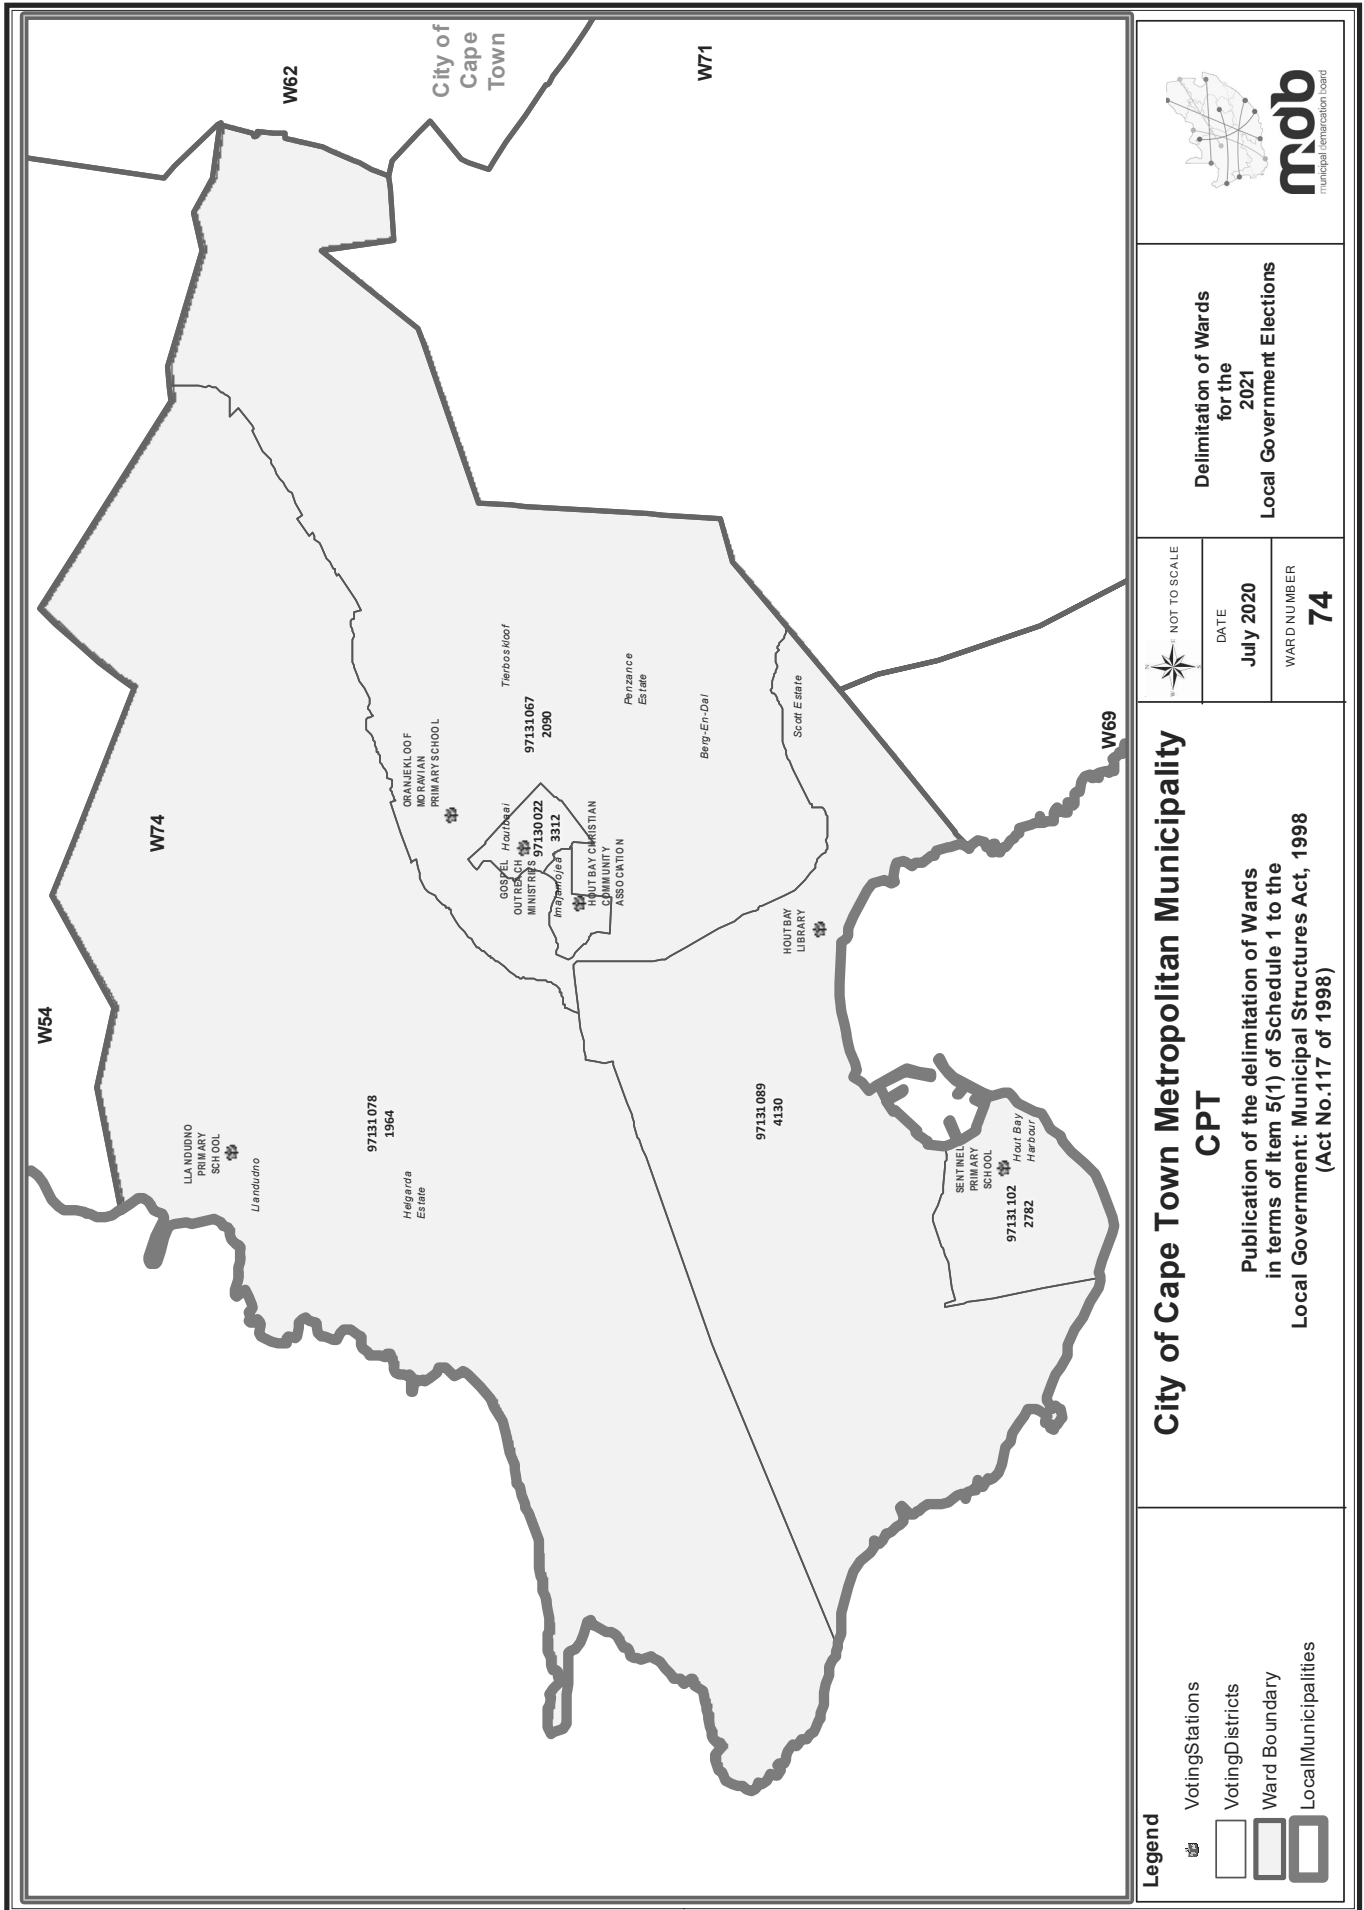 W62
City of
Cape
Town
W71
W74
W54
W69
ORANJEKLOOF
MORAVIAN
PRIMARY SCHOOL
Tierboskloof
97131067
2090
Penzance
Estate
Berg-En-Dal
Scott Estate
Houtbaai
97130022
3312
GOSPEL
OUTREACH
MINISTRIES
Imajamojea
HOUT BAY CHRISTIAN
COMMUNITY
ASSOCIATION
HOUT BAY
LIBRARY
LLANDUDNO
PRIMARY
SCHOOL
Llandudno
97131078
1964
Helgarda
Estate
97131089
4130
SENTINEL
PRIMARY
SCHOOL
Hout Bay
Harbour
97131102
2782
Legend
VotingStations
VotingDistricts
Ward Boundary
LocalMunicipalities
City of Cape Town Metropolitan Municipality
CPT
Publication of the delimitation of Wards
in terms of Item 5(1) of Schedule 1 to the
Local Government: Municipal Structures Act, 1998
(Act No.117 of 1998)
N
E
S
W
NOT TO SCALE
DATE
July 2020
WARD NUMBER
74
Delimitation of Wards
for the
2021
Local Government Elections
mdb
municipal demarcation board